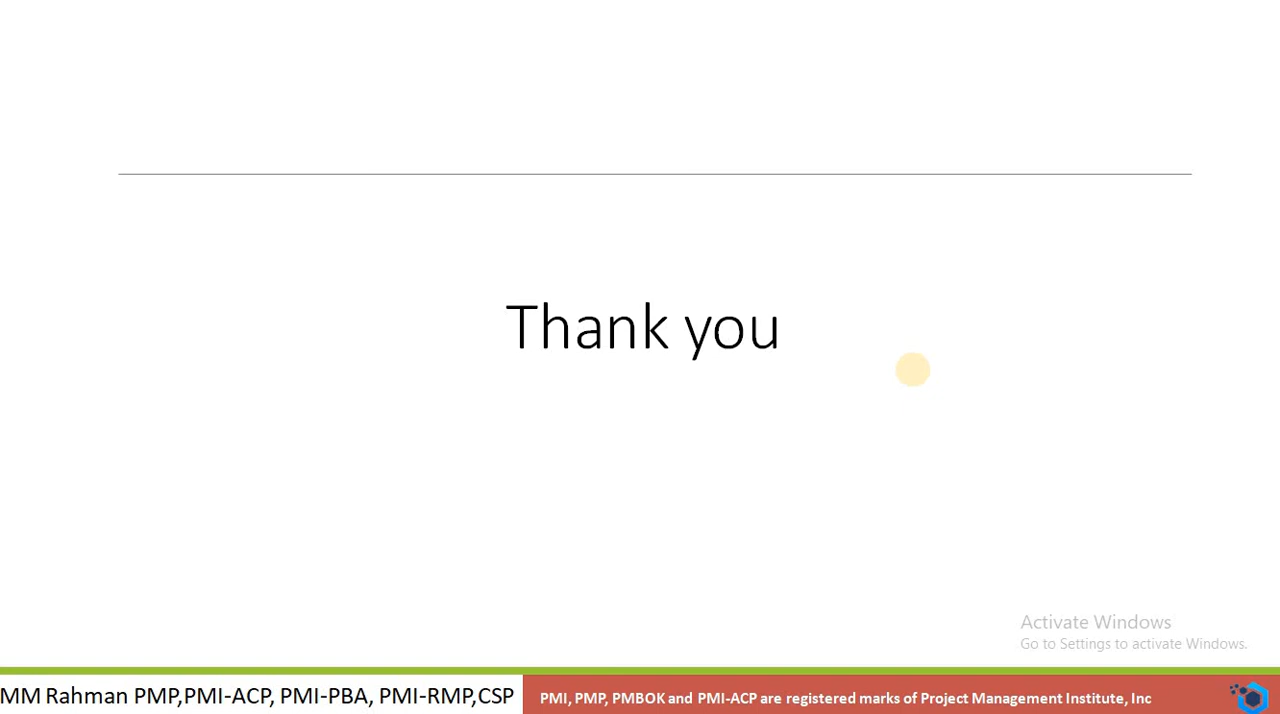 Thank you
Activate Windows
Go to Settings to activate Windows.
MM Rahman PMP,PMI-ACP, PMI-PBA, PMI-RMP,CSP
PMI, PMP, PMBOK and PMI-ACP are registered marks of Project Management Institute, Inc